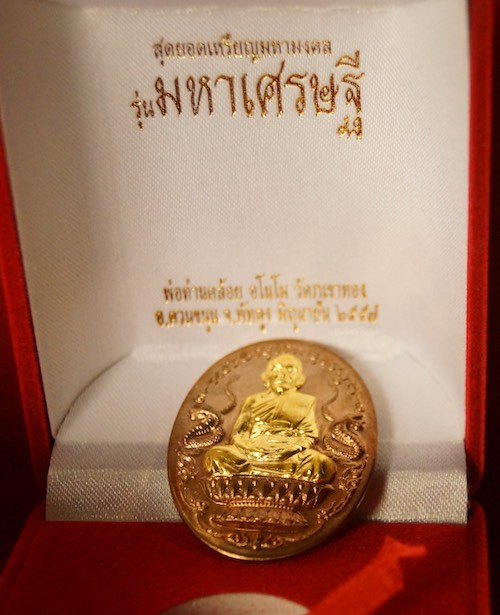 สุดยอดเหรียญมหามงคล
รุ่นมหาเศรษฐี
พ่อท่านคล้อย อโนโม วัดภูเขาทอง
อ.ควนขนุน จ.พัทลุง มิถุนายน ๒๕๕๗